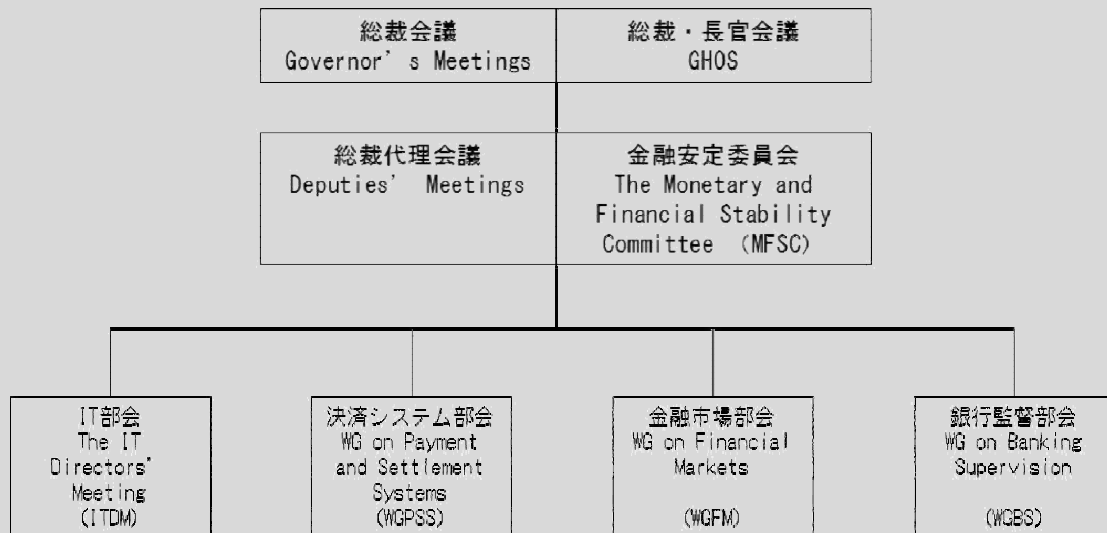 総裁会議
Governor’s Meetings
総裁・長官会議
GHOS
総裁代理会議
Deputies’ Meetings
金融安定委員会
The Monetary and
Financial Stability
Committee (MFSC)
IT部会
The IT
Directors’
Meeting
(ITDM)
決済システム部会
WG on Payment
and Settlement
Systems
(WGPSS)
金融市場部会
WG on Financial
Markets
(WGFM)
銀行監督部会
WG on Banking
Supervision
(WGBS)